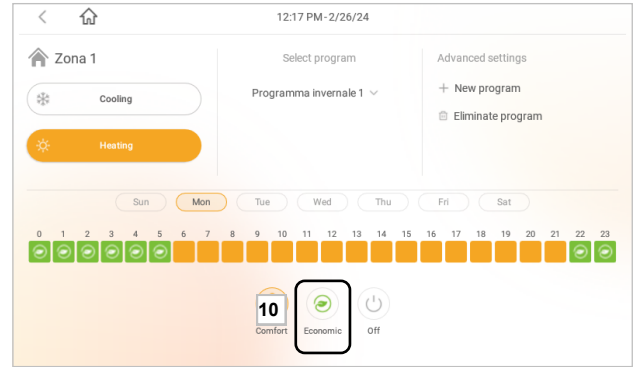 12:17 PM - 2/26/24
Zona 1
Select program
Advanced settings
Cooling
Programma invernale 1
New program
Eliminate program
Heating
Sun Mon Tue Wed Thu Fri Sat
0 1 2 3 4 5 6 7 8 9 10 11 12 13 14 15 16 17 18 19 20 21 22 23
10
Comfort Economic Off